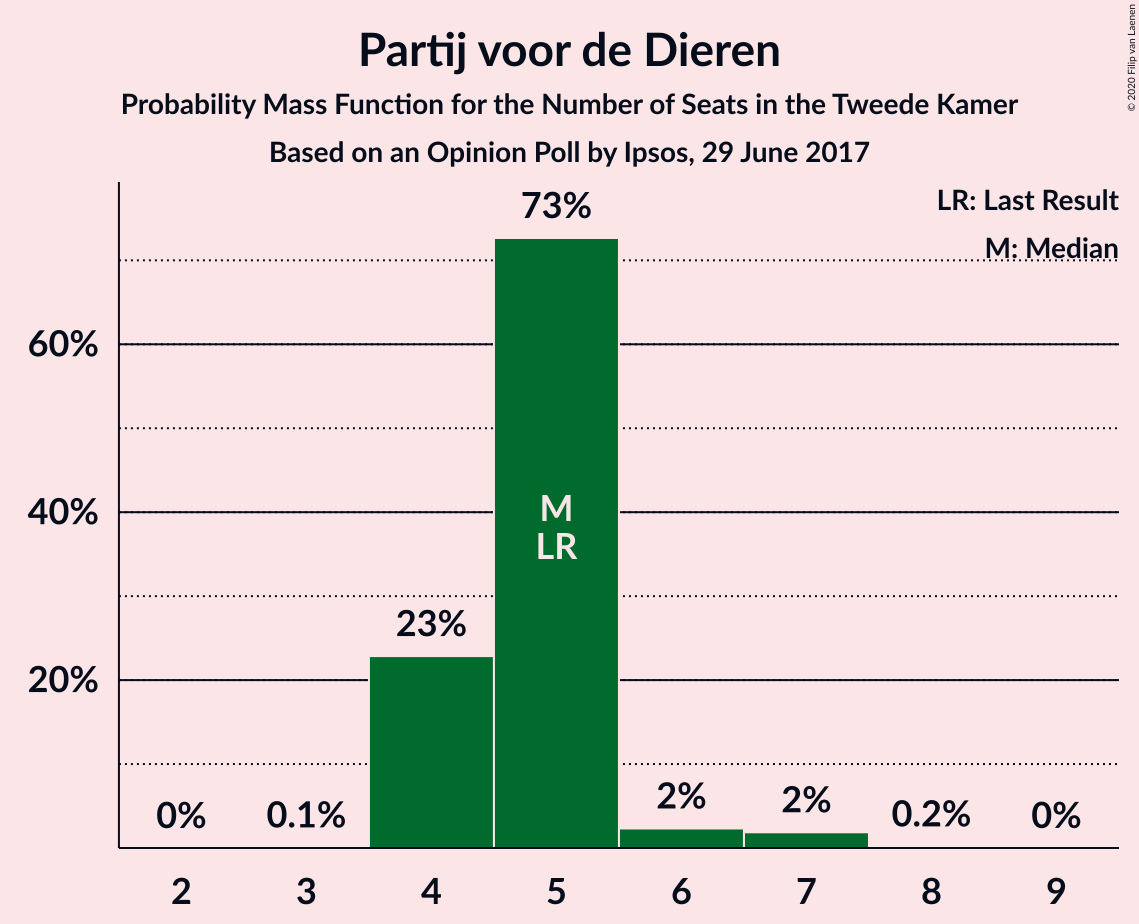 Partij voor de Dieren
Probability Mass Function for the Number of Seats in the Tweede Kamer
Based on an Opinion Poll by Ipsos, 29 June 2017
© 2020 Filip van Laenen
LR: Last Result
M: Median
73%
60%
40%
20%
M
LR
23%
0%
0.1%
2%
2%
0.2%
0%
2
3
4
5
6
7
8
9